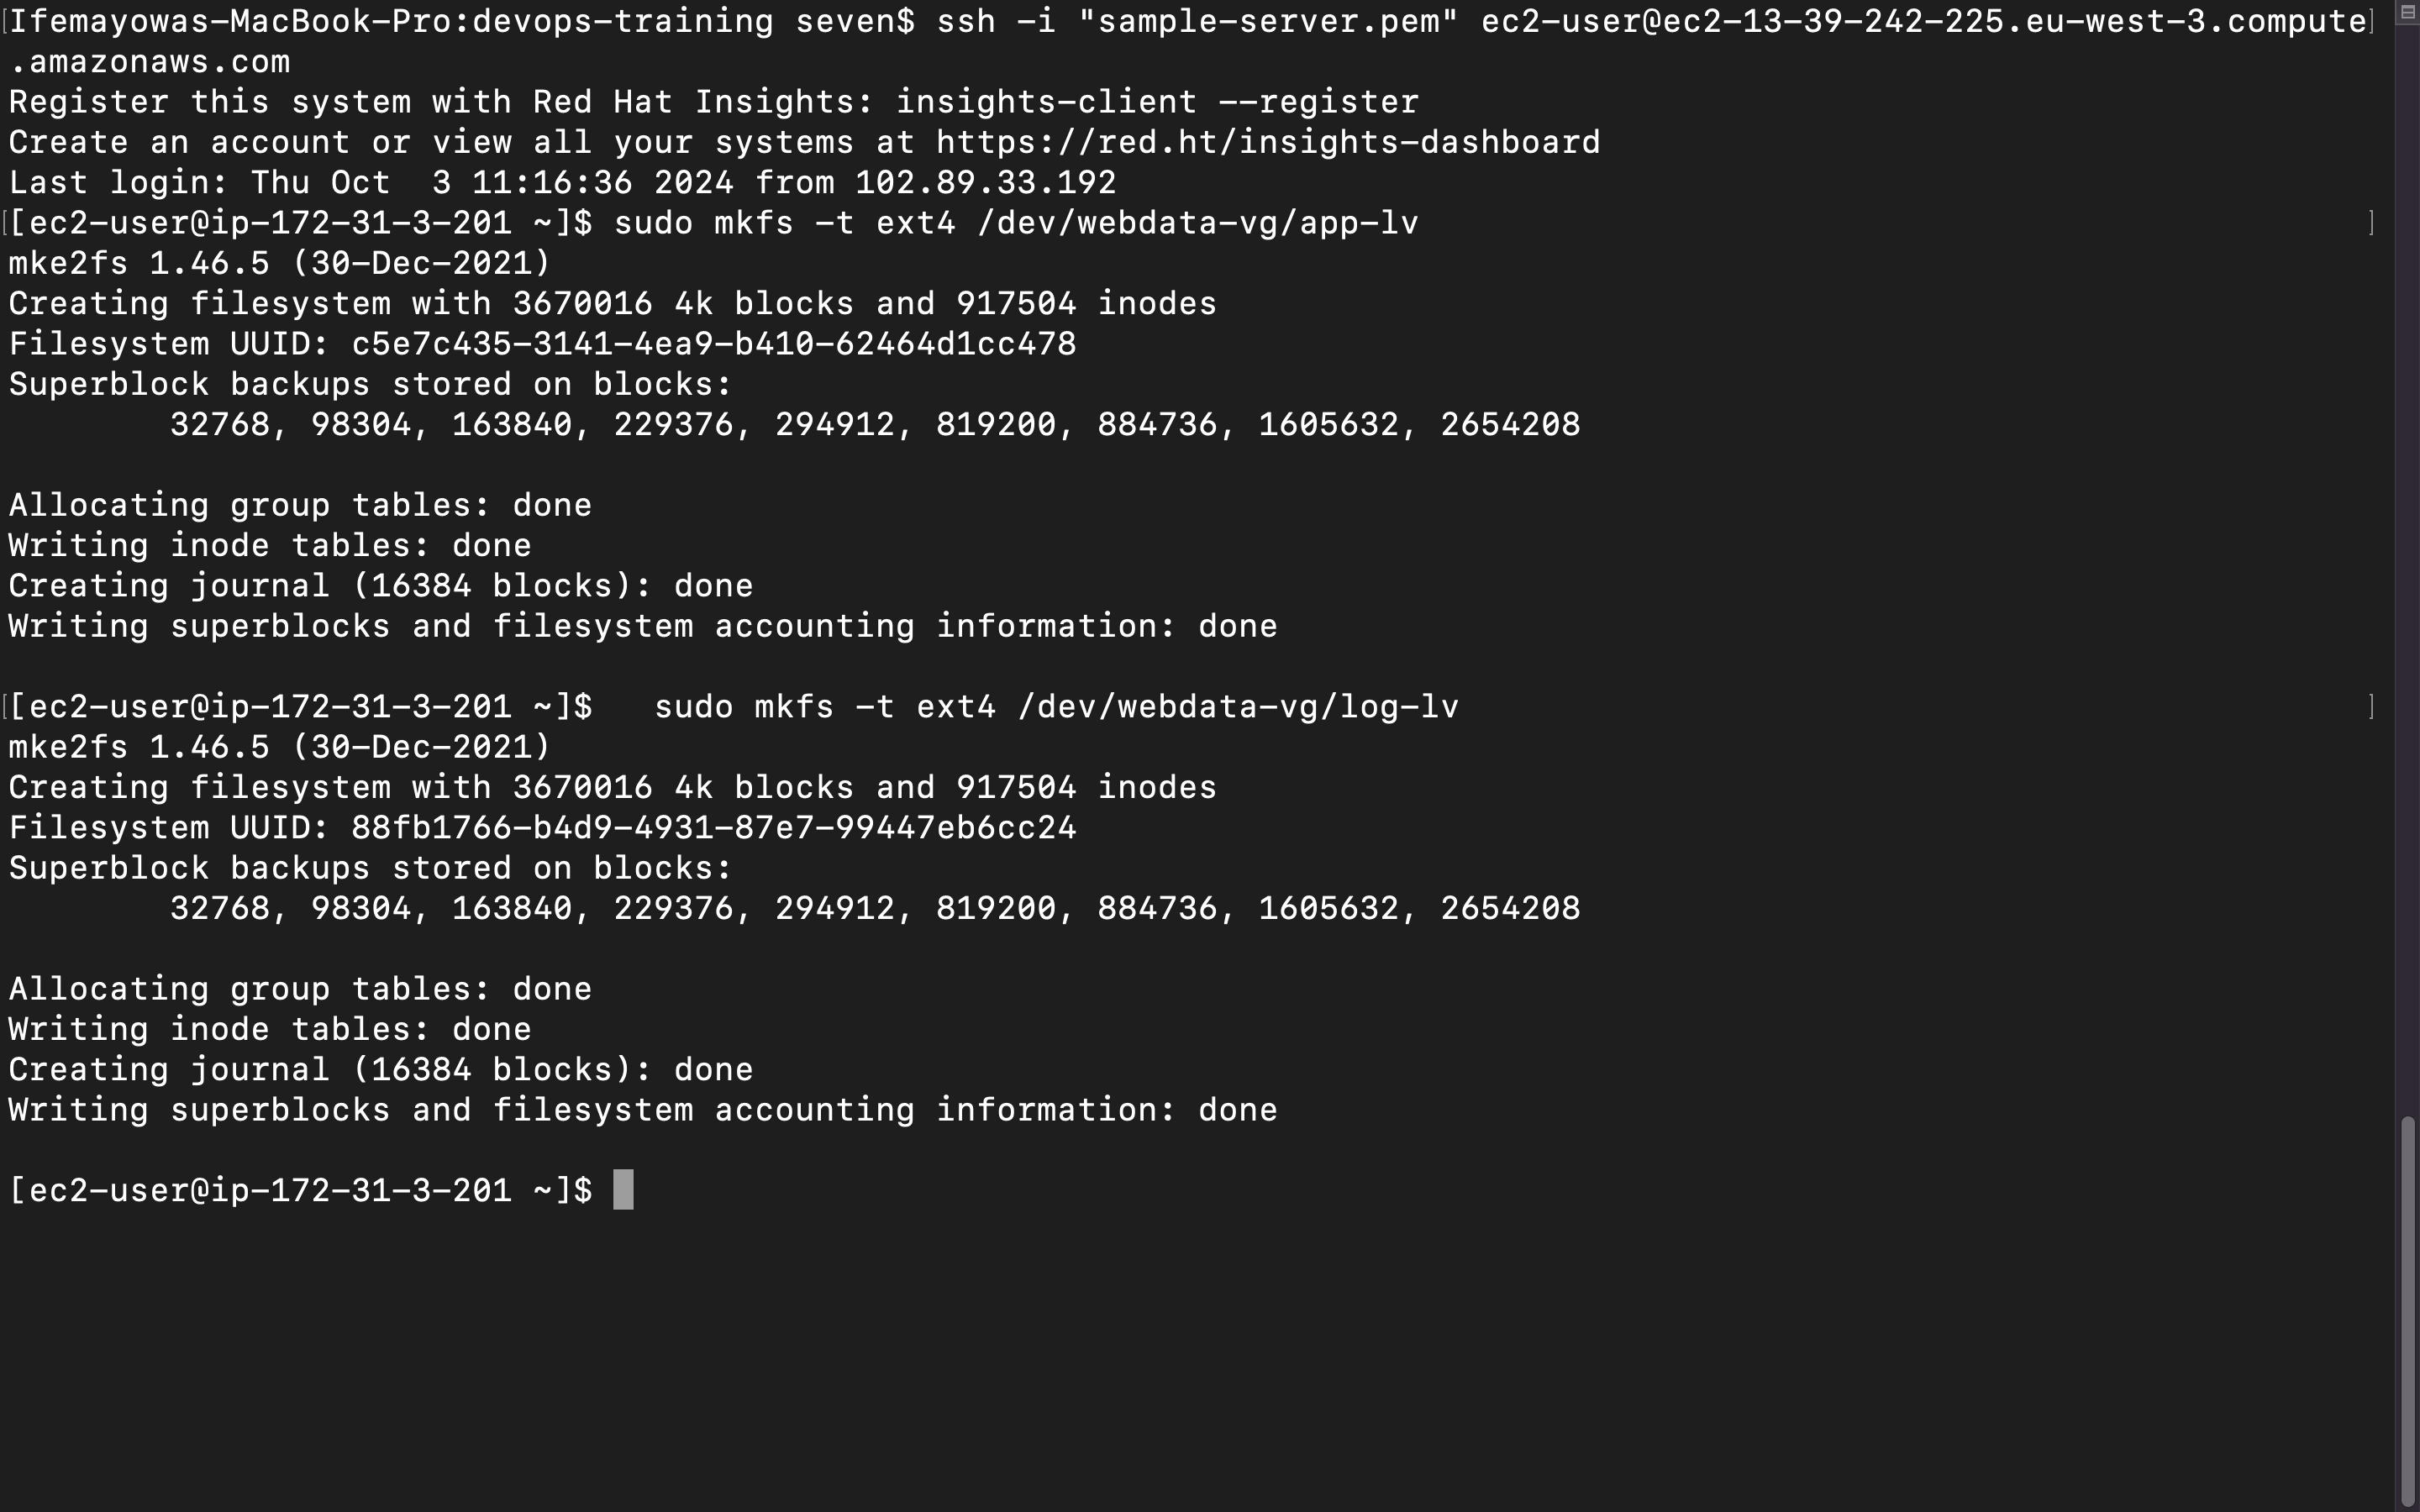 [Ifemayowas-MacBook-Pro:devops-training seven$ ssh -i "sample-server.pem" ec2-user@ec2-13-39-242-225.eu-west-3.compute]
.amazonaws.com
Register this system with Red Hat Insights: insights-client --register
Create an account or view all your systems at https://red.ht/insights-dashboard
Last login: Thu Oct  3 11:16:36 2024 from 102.89.33.192
[[ec2-user@ip-172-31-3-201 ~]$ sudo mkfs -t ext4 /dev/webdata-vg/app-lv ]
mke2fs 1.46.5 (30-Dec-2021)
Creating filesystem with 3670016 4k blocks and 917504 inodes
Filesystem UUID: c5e7c435-3141-4ea9-b410-62464d1cc478
Superblock backups stored on blocks:
        32768, 98304, 163840, 229376, 294912, 819200, 884736, 1605632, 2654208
Allocating group tables: done
Writing inode tables: done
Creating journal (16384 blocks): done
Writing superblocks and filesystem accounting information: done
[[ec2-user@ip-172-31-3-201 ~]$   sudo mkfs -t ext4 /dev/webdata-vg/log-lv ]
mke2fs 1.46.5 (30-Dec-2021)
Creating filesystem with 3670016 4k blocks and 917504 inodes
Filesystem UUID: 88fb1766-b4d9-4931-87e7-99447eb6cc24
Superblock backups stored on blocks:
        32768, 98304, 163840, 229376, 294912, 819200, 884736, 1605632, 2654208
Allocating group tables: done
Writing inode tables: done
Creating journal (16384 blocks): done
Writing superblocks and filesystem accounting information: done
[ec2-user@ip-172-31-3-201 ~]$